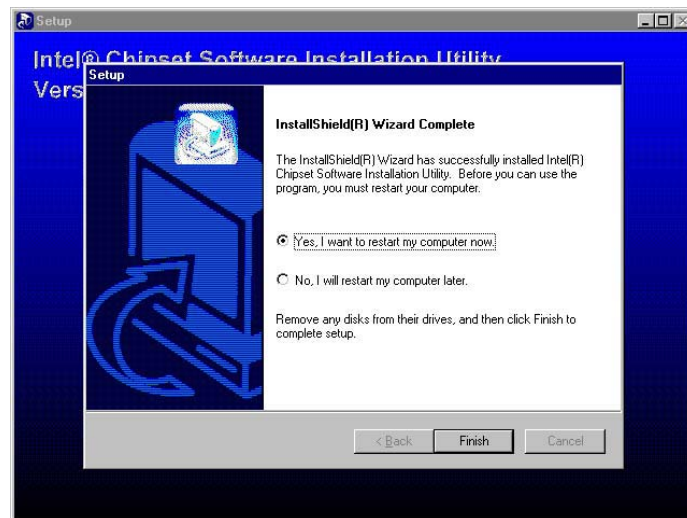 Setup
Intel® Chipset Software Installation Utility
Vers
Setup
InstallShield(R) Wizard Complete
The InstallShield(R) Wizard has successfully installed Intel(R)
Chipset Software Installation Utility. Before you can use the
program, you must restart your computer.
Yes, I want to restart my computer now.
No, I will restart my computer later.
Remove any disks from their drives, and then click Finish to
complete setup.
< Back
Finish
Cancel